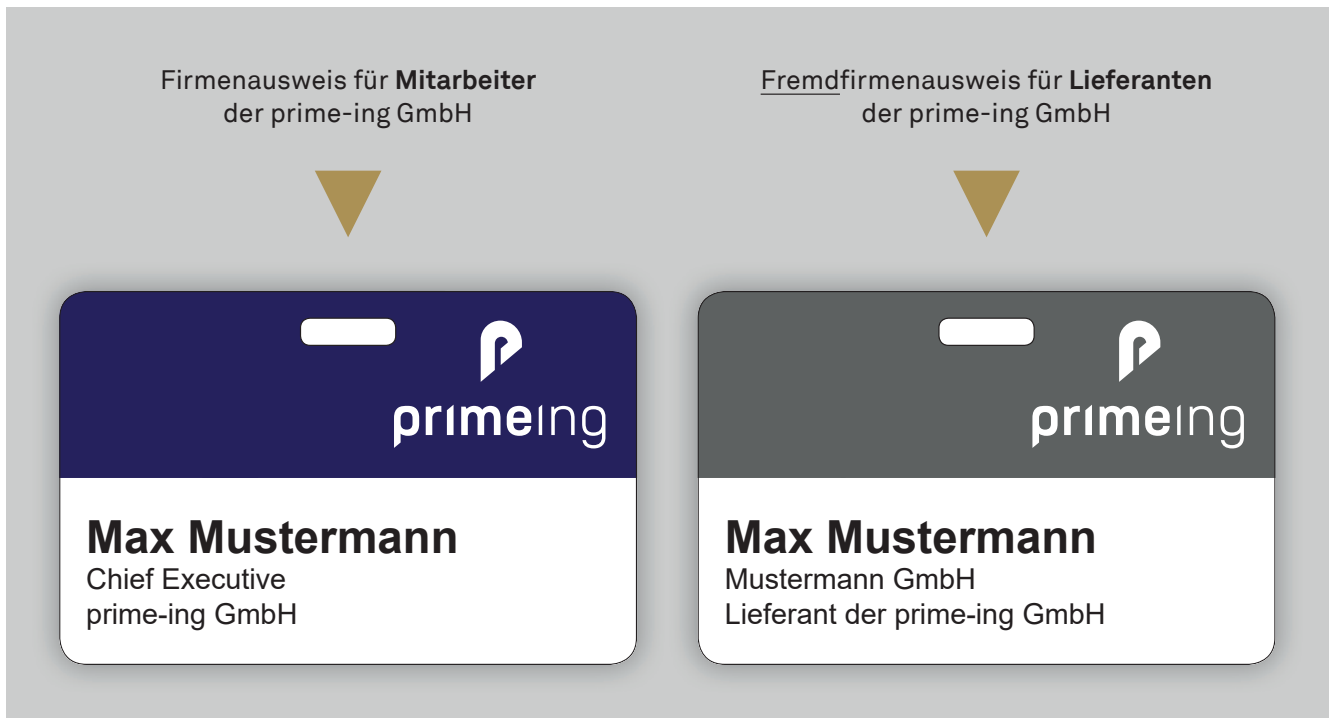 Firmenausweis für Mitarbeiter
der prime-ing GmbH
Fremdfirmenausweis für Lieferanten
der prime-ing GmbH
primeing
Max Mustermann
Chief Executive
prime-ing GmbH
primeing
Max Mustermann
Mustermann GmbH
Lieferant der prime-ing GmbH